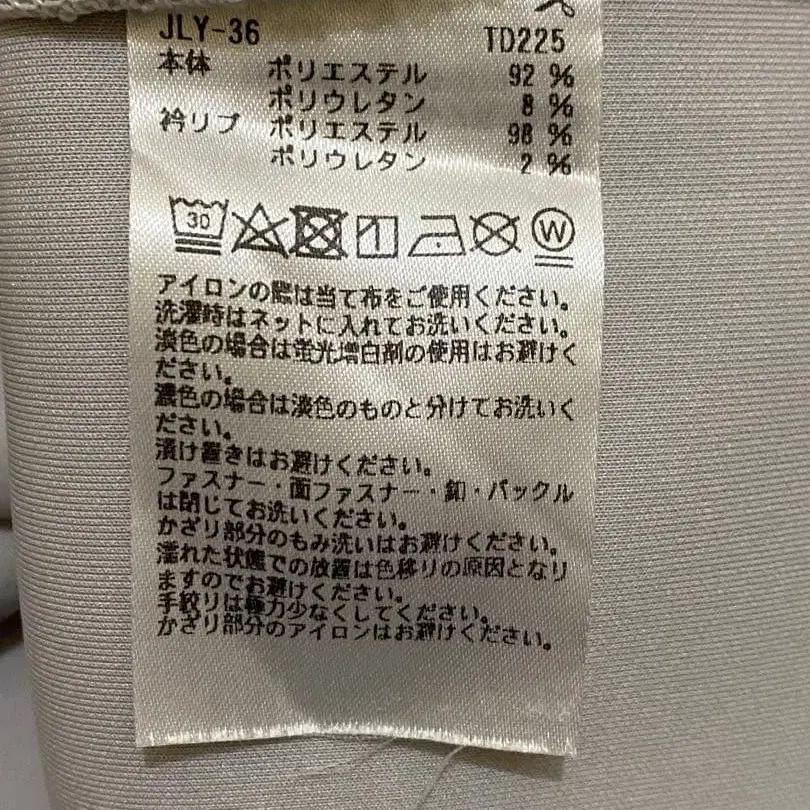 JLY-36 TD225
本体 ポリエステル 92 %
ポリウレタン 8 %
衿リブ ポリエステル 98 %
ポリウレタン 2 %
30 W
アイロンの際は当て布をご使用ください。
洗濯時はネットに入れてお洗いください。
淡色の場合は蛍光増白剤の使用はお避けく
ださい。
濃色の場合は淡色のものと分けてお洗いく
ださい。
漬け置きはお避けください。
ファスナー・面ファスナー・釦・バックル
は閉じてお洗いください。
かざり部分のもみ洗いはお避けください。
濡れた状態での放置は色移りの原因となり
ますのでお避けください。
手絞りは極力少なくしてください。
かざり部分のアイロンはお避けください。